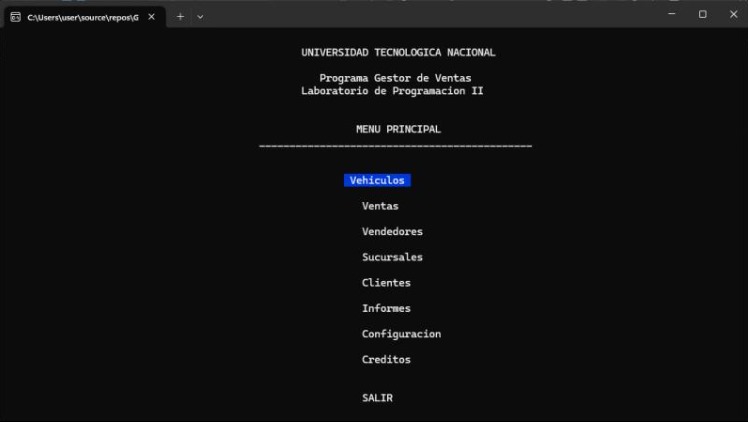 C:\Users\user\source\repos\G
UNIVERSIDAD TECNOLOGICA NACIONAL
Programa Gestor de Ventas
Laboratorio de Programacion II
MENU PRINCIPAL
---------------------------------------------
Vehiculos
Ventas
Vendedores
Sucursales
Clientes
Informes
Configuracion
Creditos
SALIR